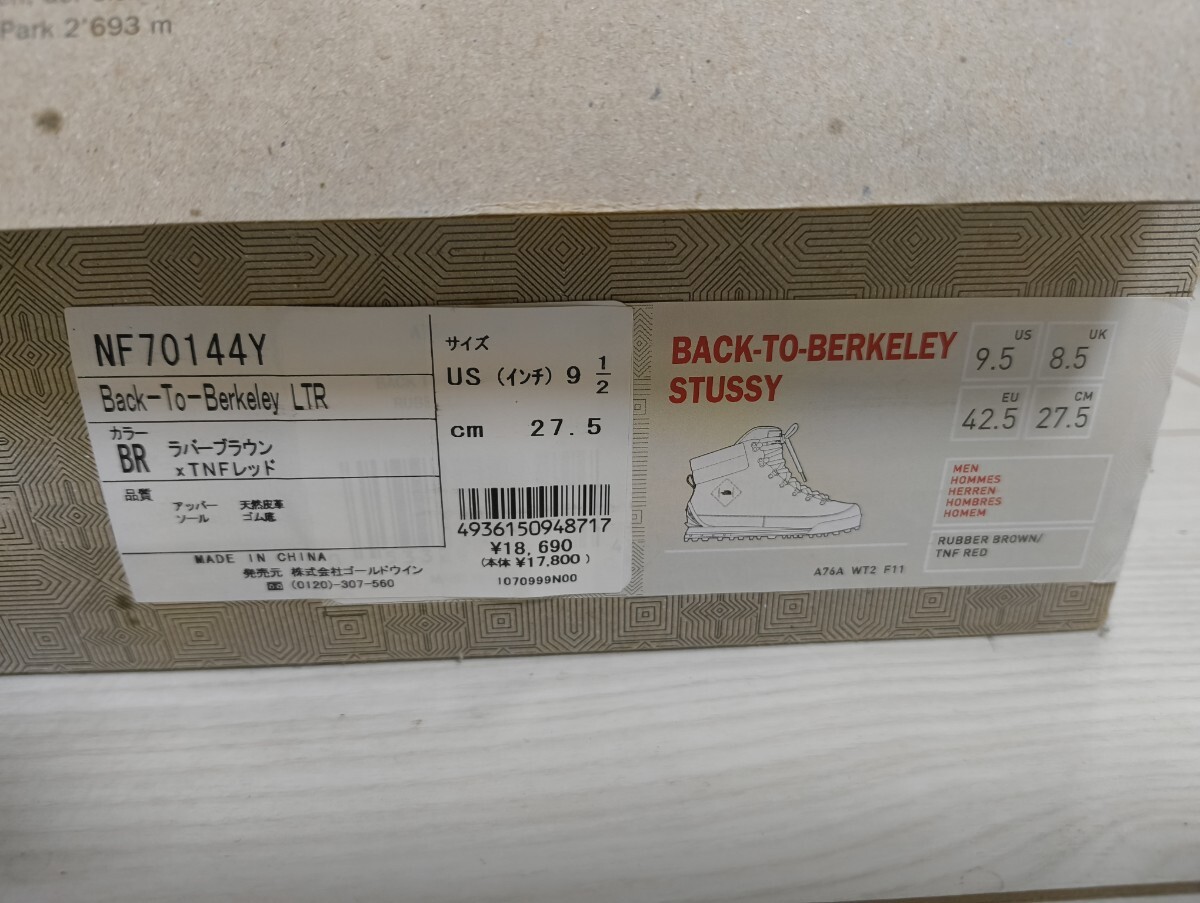 Park 2'693 m
NF70144Y
Back-To-Berkeley LTR
カラー
BR ラバーブラウン
xTNFレッド
品質
アッパー 天然皮革
ソール ゴム底
MADE IN CHINA
発売元 株式会社ゴールドウイン
(0120)-307-560
サイズ
US (インチ) 9 1/2
cm 27.5
4936150948717
¥18,690
(本体 ¥17,800)
1070999N00
BACK-TO-BERKELEY
STUSSY
US
9.5
UK
8.5
EU
42.5
CM
27.5
MEN
HOMMES
HERREN
HOMBRES
HOMEM
RUBBER BROWN/
TNF RED
A76A WT2 F11